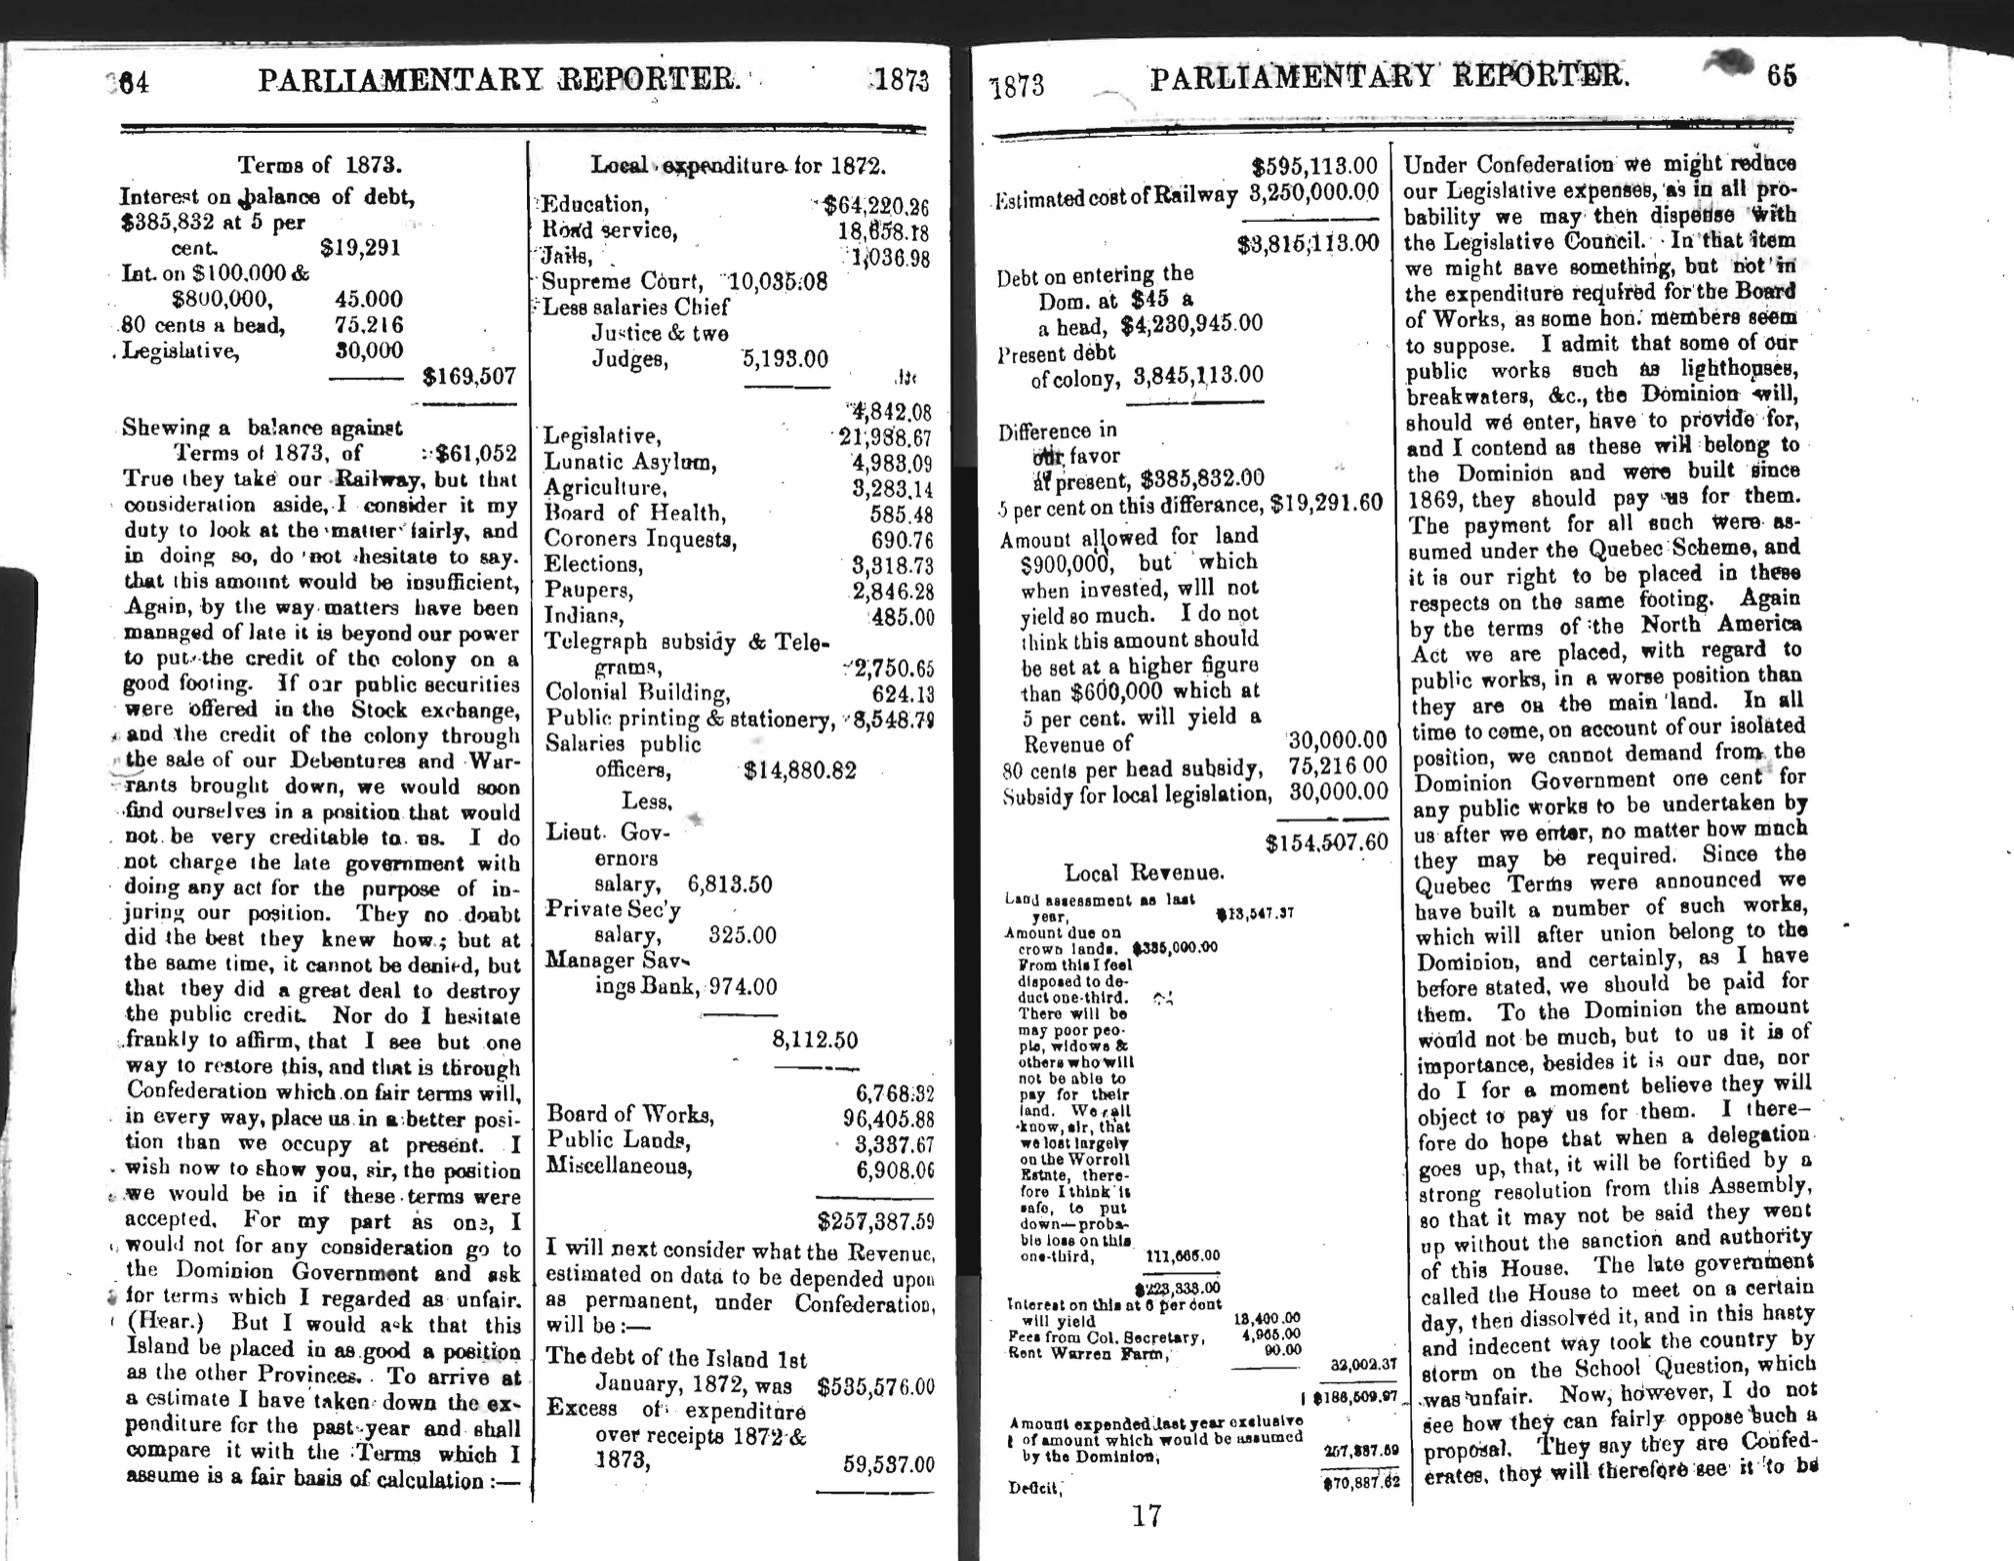 64 PARLIAMENTARY REPORTER. 1873
Terms of 1873.
Interest on balance of debt,
$385,832 at 5 per
cent. $19,291
Int. on $100,000 &
$800,000, 45.000
80 cents a head, 75,216
Legislative, 30,000
$169,507
Shewing a balance against
Terms of 1873, of $61,052
True they take our Railway, but that
consideration aside, I consider it my
duty to look at the matter fairly, and
in doing so, do not hesitate to say.
that this amount would be insufficient,
Again, by the way matters have been
managed of late it is beyond our power
to put the credit of the colony on a
good footing. If our public securities
were offered in the Stock exchange,
and the credit of the colony through
the sale of our Debentures and War-
rants brought down, we would soon
find ourselves in a position that would
not be very creditable to us. I do
not charge the late government with
doing any act for the purpose of in-
juring our position. They no doubt
did the best they knew how; but at
the same time, it cannot be denied, but
that they did a great deal to destroy
the public credit. Nor do I hesitate
frankly to affirm, that I see but one
way to restore this, and that is through
Confederation which on fair terms will,
in every way, place us in a better posi-
tion than we occupy at present. I
wish now to show you, sir, the position
we would be in if these terms were
accepted. For my part as one, I
would not for any consideration go to
the Dominion Government and ask
for terms which I regarded as unfair.
(Hear.) But I would ask that this
Island be placed in as good a position
as the other Provinces. To arrive at
a estimate I have taken down the ex-
penditure for the past year and shall
compare it with the Terms which I
assume is a fair basis of calculation :—
Local expenditure for 1872.
Education, $64,220.26
Road service, 18,658.18
Jails, 1,036.98
Supreme Court, 10,035.08
Less salaries Chief
Justice & two
Judges, 5,193.00
4,842.08
Legislative, 21,988.67
Lunatic Asylum, 4,983.09
Agriculture, 3,283.14
Board of Health, 585.48
Coroners Inquests, 690.76
Elections, 3,318.73
Paupers, 2,846.28
Indians, 485.00
Telegraph subsidy & Tele-
grams, 2,750.65
Colonial Building, 624.13
Public printing & stationery, 8,548.79
Salaries public
officers, $14,880.82
Less.
Lieut. Gov-
ernors
salary, 6,813.50
Private Sec'y
salary, 325.00
Manager Sav-
ings Bank, 974.00
8,112.50
6,768.32
Board of Works, 96,405.88
Public Lands, 3,337.67
Miscellaneous, 6,908.06
$257,387.59
I will next consider what the Revenue,
estimated on data to be depended upon
as permanent, under Confederation,
will be :—
The debt of the Island 1st
January, 1872, was $535,576.00
Excess of expenditure
over receipts 1872 &
1873, 59,537.00
1873 PARLIAMENTARY REPORTER. 65
$595,113.00
Estimated cost of Railway 3,250,000.00
$3,815,113.00
Debt on entering the
Dom. at $45 a
a head, $4,230,945.00
Present debt
of colony, 3,845,113.00
Difference in
our favor
at present, $385,832.00
5 per cent on this differance, $19,291.60
Amount allowed for land
$900,000, but which
when invested, will not
yield so much. I do not
think this amount should
be set at a higher figure
than $600,000 which at
5 per cent. will yield a
Revenue of 30,000.00
80 cents per head subsidy, 75,216.00
Subsidy for local legislation, 30,000.00
$154,507.60
Local Revenue.
Land assessment as last
year, $13,547.37
Amount due on
crown lands. $335,000.00
From this I feel
disposed to de-
duct one-third.
There will be
may poor peo-
ple, widows &
others who will
not be able to
pay for their
land. We all
know, sir, that
we lost largely
on the Worroll
Estate, there-
fore I think it
safe, to put
down—proba-
ble loss on this
one-third, 111,665.00
$223,338.00
Interest on this at 6 per cent
will yield 13,400.00
Fees from Col. Secretary, 4,965.00
Rent Warren Farm, 90.00
32,002.37
$186,509.97
Amount expended last year exclusive
of amount which would be assumed
by the Dominion, 257,387.59
Deficit, $70,887.62
17
Under Confederation we might reduce
our Legislative expenses, as in all pro-
bability we may then dispense with
the Legislative Council. In that item
we might save something, but not in
the expenditure required for the Board
of Works, as some hon. members seem
to suppose. I admit that some of our
public works such as lighthouses,
breakwaters, &c., the Dominion will,
should we enter, have to provide for,
and I contend as these will belong to
the Dominion and were built since
1869, they should pay us for them.
The payment for all such were as-
sumed under the Quebec Scheme, and
it is our right to be placed in these
respects on the same footing. Again
by the terms of the North America
Act we are placed, with regard to
public works, in a worse position than
they are on the main land. In all
time to come, on account of our isolated
position, we cannot demand from the
Dominion Government one cent for
any public works to be undertaken by
us after we enter, no matter how much
they may be required. Since the
Quebec Terms were announced we
have built a number of such works,
which will after union belong to the
Dominion, and certainly, as I have
before stated, we should be paid for
them. To the Dominion the amount
would not be much, but to us it is of
importance, besides it is our due, nor
do I for a moment believe they will
object to pay us for them. I there-
fore do hope that when a delegation
goes up, that, it will be fortified by a
strong resolution from this Assembly,
so that it may not be said they went
up without the sanction and authority
of this House. The late government
called the House to meet on a certain
day, then dissolved it, and in this hasty
and indecent way took the country by
storm on the School Question, which
was unfair. Now, however, I do not
see how they can fairly oppose such a
proposal. They say they are Confed-
erates, they will therefore see it to be